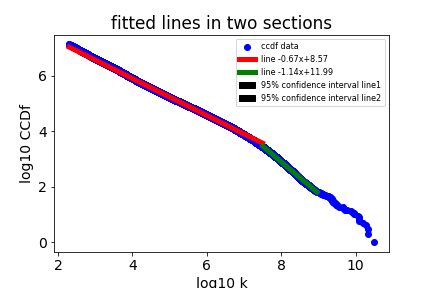 fitted lines in two sections
ccdf data
line -0.67x+8.57
line -1.14x+11.99
95% confidence interval line1
95% confidence interval line2
log10 CCDf
6
4
2
0
2 4 6 8 10
log10 k